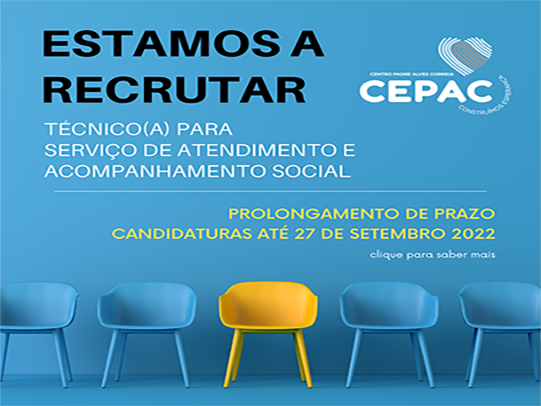 ESTAMOS A
RECRUTAR
CENTRO PADRE ALVES CORREIA
CEPAC
CONSTRUÍMOS ESPERANÇA
TÉCNICO(A) PARA
SERVIÇO DE ATENDIMENTO E
ACOMPANHAMENTO SOCIAL
PROLONGAMENTO DE PRAZO
CANDIDATURAS ATÉ 27 DE SETEMBRO 2022
clique para saber mais